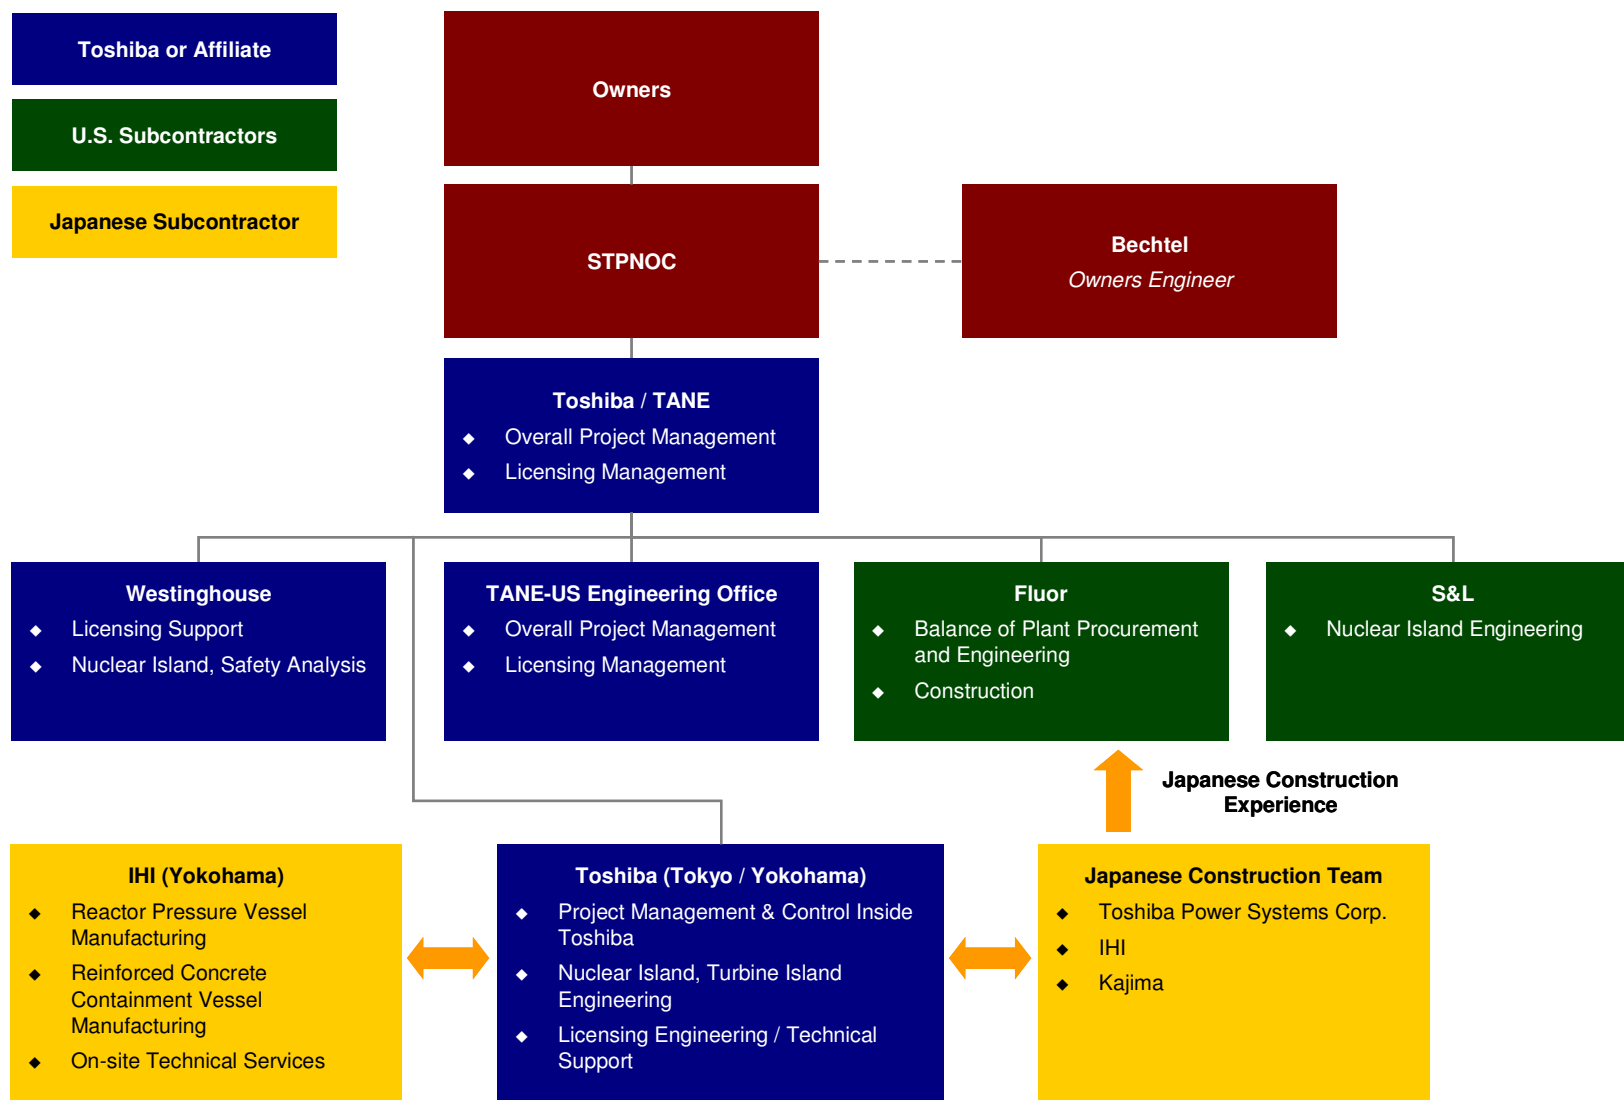 Toshiba or Affiliate
U.S. Subcontractors
Japanese Subcontractor
Owners
STPNOC
Bechtel
Owners Engineer
Toshiba / TANE
◆ Overall Project Management
◆ Licensing Management
Westinghouse
◆ Licensing Support
◆ Nuclear Island, Safety Analysis
TANE-US Engineering Office
◆ Overall Project Management
◆ Licensing Management
Fluor
◆ Balance of Plant Procurement
and Engineering
◆ Construction
S&L
◆ Nuclear Island Engineering
Japanese Construction
Experience
IHI (Yokohama)
◆ Reactor Pressure Vessel
Manufacturing
◆ Reinforced Concrete
Containment Vessel
Manufacturing
◆ On-site Technical Services
Toshiba (Tokyo / Yokohama)
◆ Project Management & Control Inside
Toshiba
◆ Nuclear Island, Turbine Island
Engineering
◆ Licensing Engineering / Technical
Support
Japanese Construction Team
◆ Toshiba Power Systems Corp.
◆ IHI
◆ Kajima